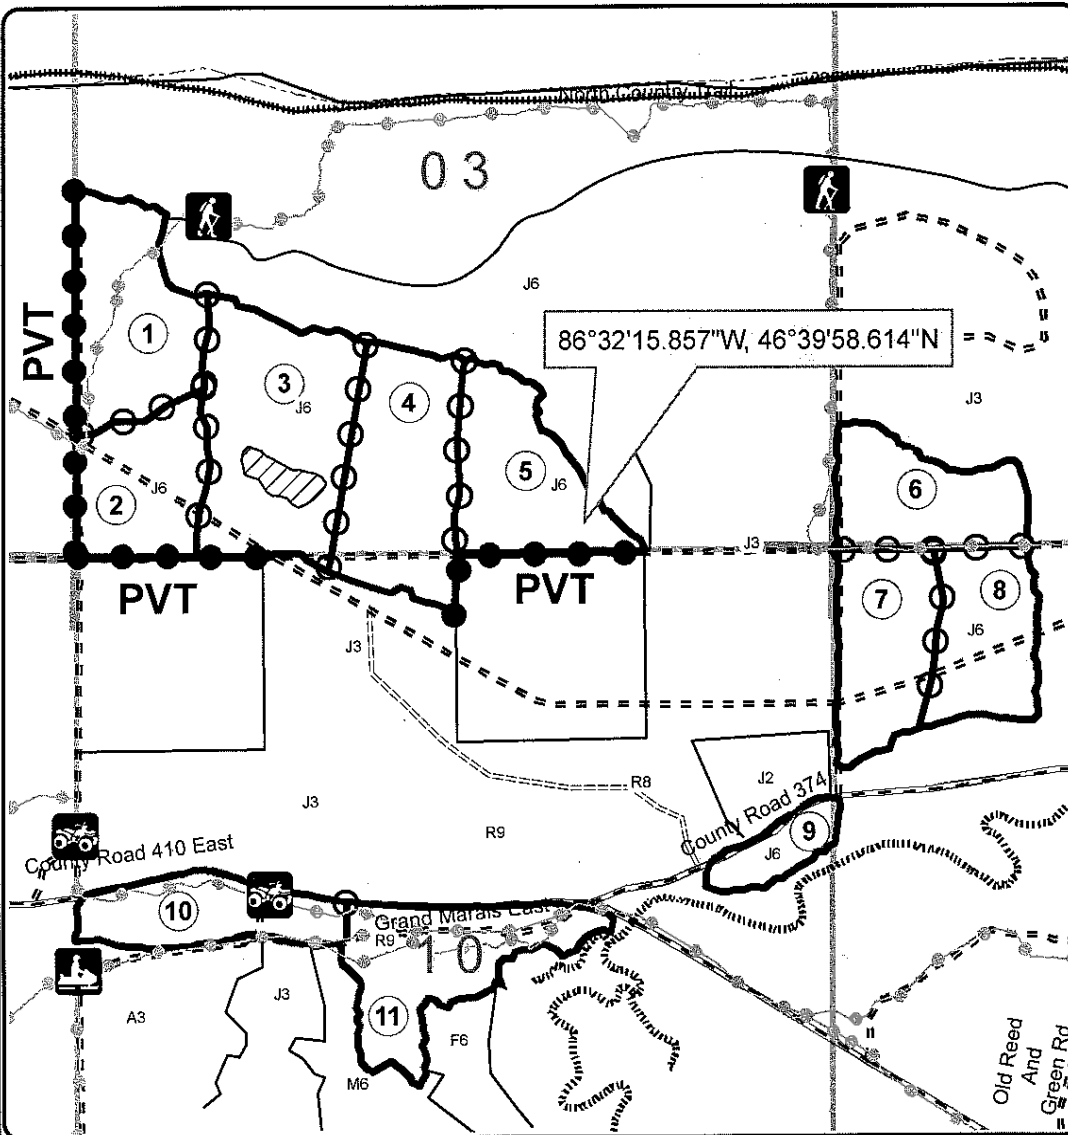 North Country Trail
03
J6
PVT
1
86°32'15.857"W, 46°39'58.614"N
3
J6
4
J3
5
J6
6
2
J6
J3
PVT
PVT
7
8
J6
J3
R8
J2
County Road 374
J3
R9
9
J6
County Road 410 East
10
Grand Marais East
R9
10
J3
A3
11
F6
M6
Old Reed
And
Green Rd